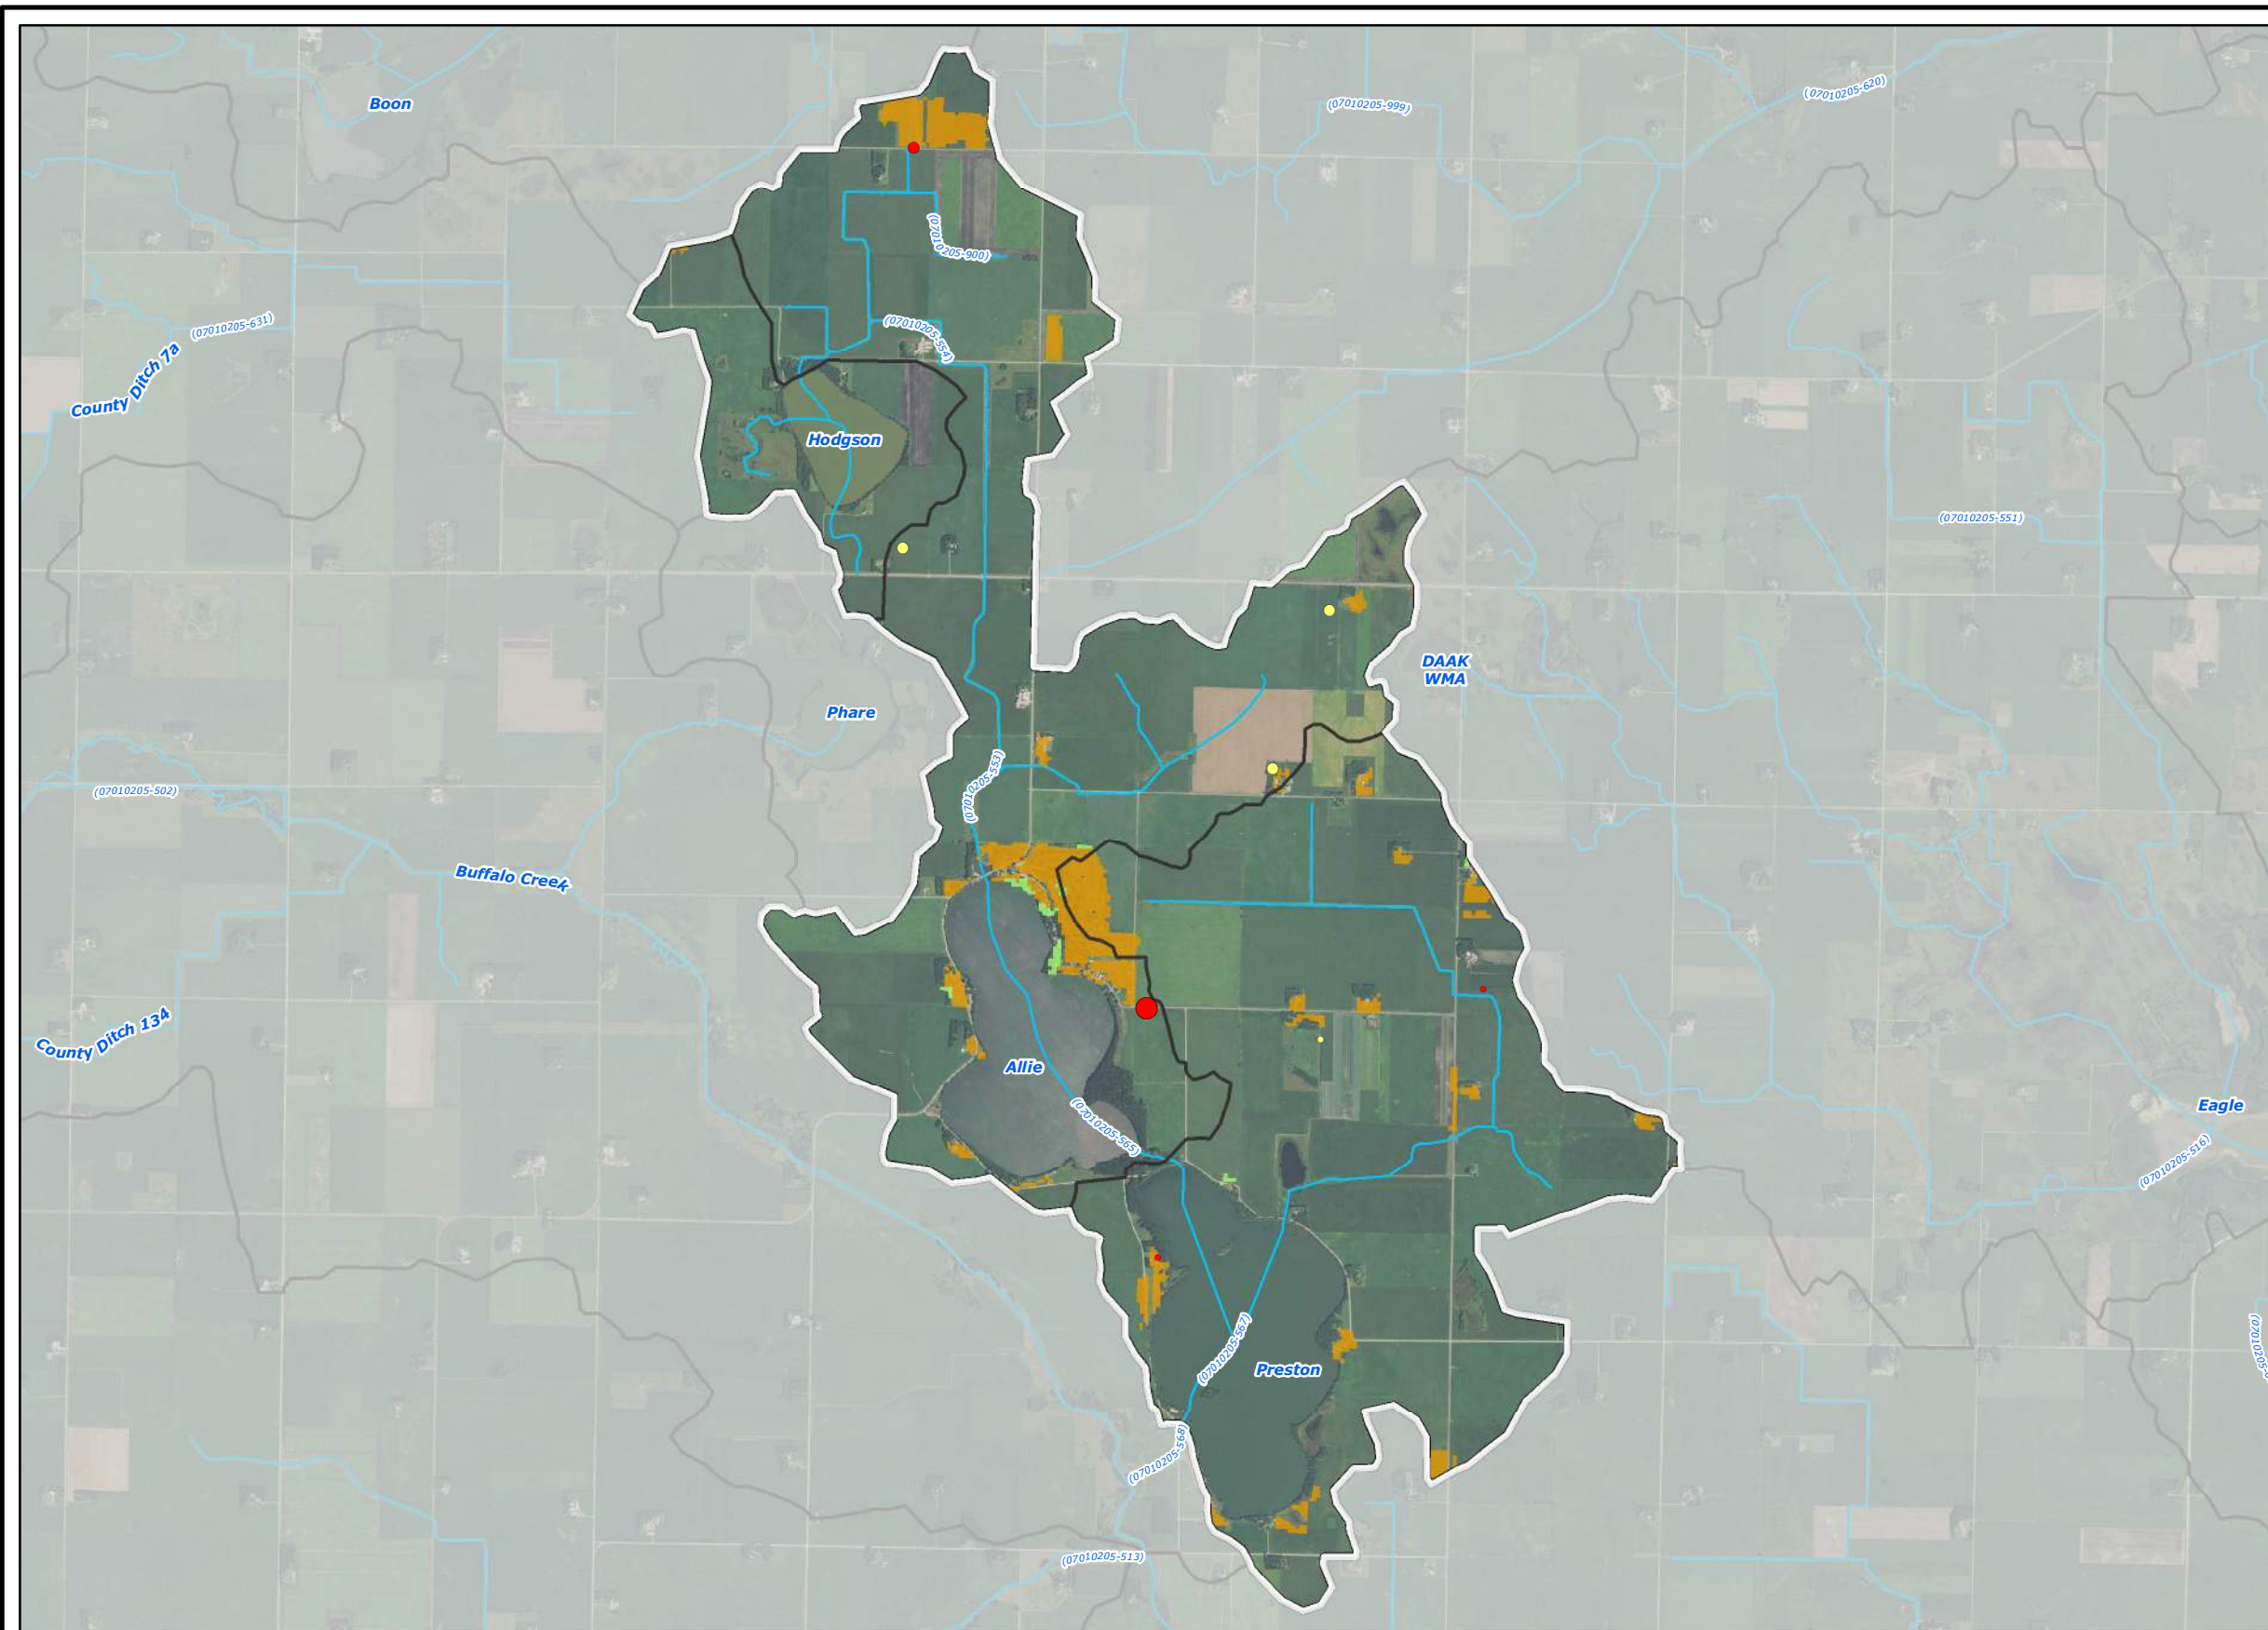 Boon
(07010205-999)
(07010205-620)
(07010205-900)
(07010205-631)
County Ditch 7a
(07010205-554)
Hodgson
(07010205-551)
DAAK
WMA
Phare
(07010205-553)
(07010205-502)
Buffalo Creek
County Ditch 134
Allie
(07010205-565)
Eagle
(07010205-516)
(07010205-567)
Preston
(07010205-568)
(07010205-513)